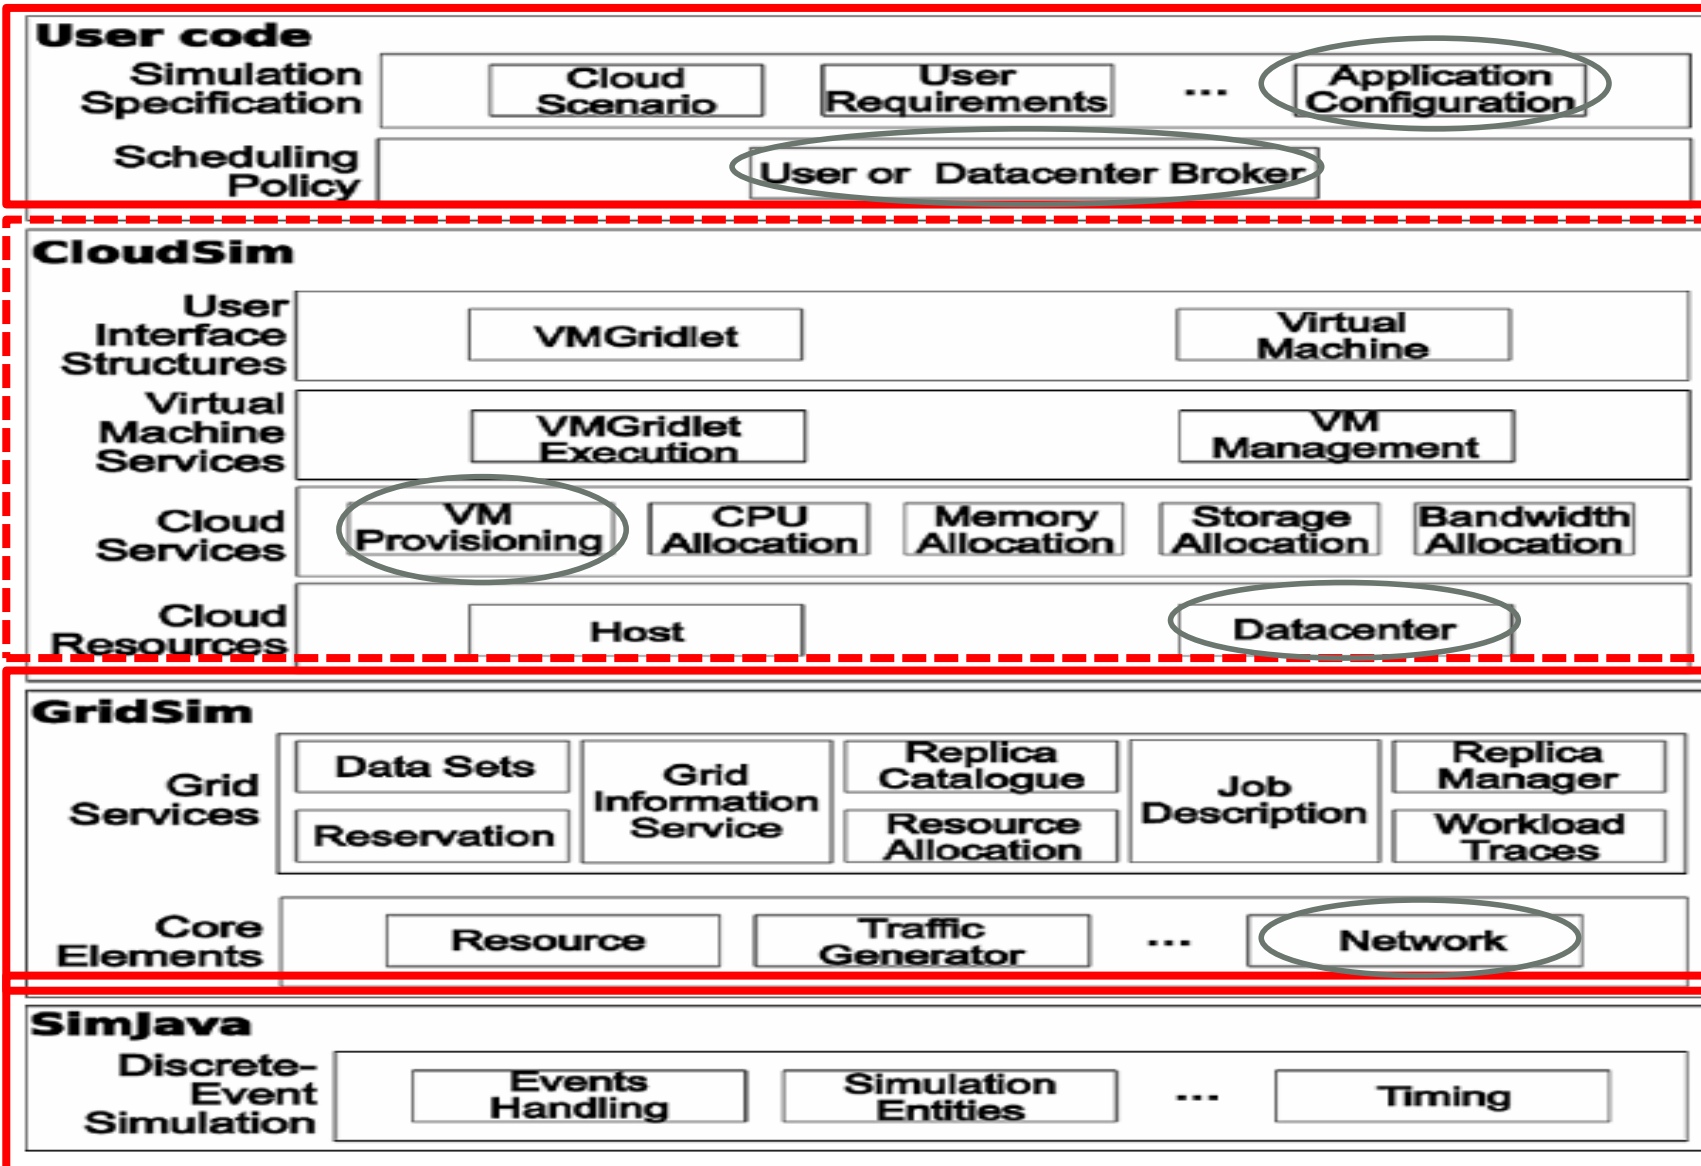 User code
Simulation
Specification
Cloud
Scenario
User
Requirements
...
Application
Configuration
Scheduling
Policy
User or Datacenter Broker
CloudSim
User
Interface
Structures
VMGridlet
Virtual
Machine
Virtual
Machine
Services
VMGridlet
Execution
VM
Management
Cloud
Services
VM
Provisioning
CPU
Allocation
Memory
Allocation
Storage
Allocation
Bandwidth
Allocation
Cloud
Resources
Host
Datacenter
GridSim
Grid
Services
Data Sets
Reservation
Grid
Information
Service
Replica
Catalogue
Resource
Allocation
Job
Description
Replica
Manager
Workload
Traces
Core
Elements
Resource
Traffic
Generator
...
Network
SimJava
Discrete-
Event
Simulation
Events
Handling
Simulation
Entities
...
Timing